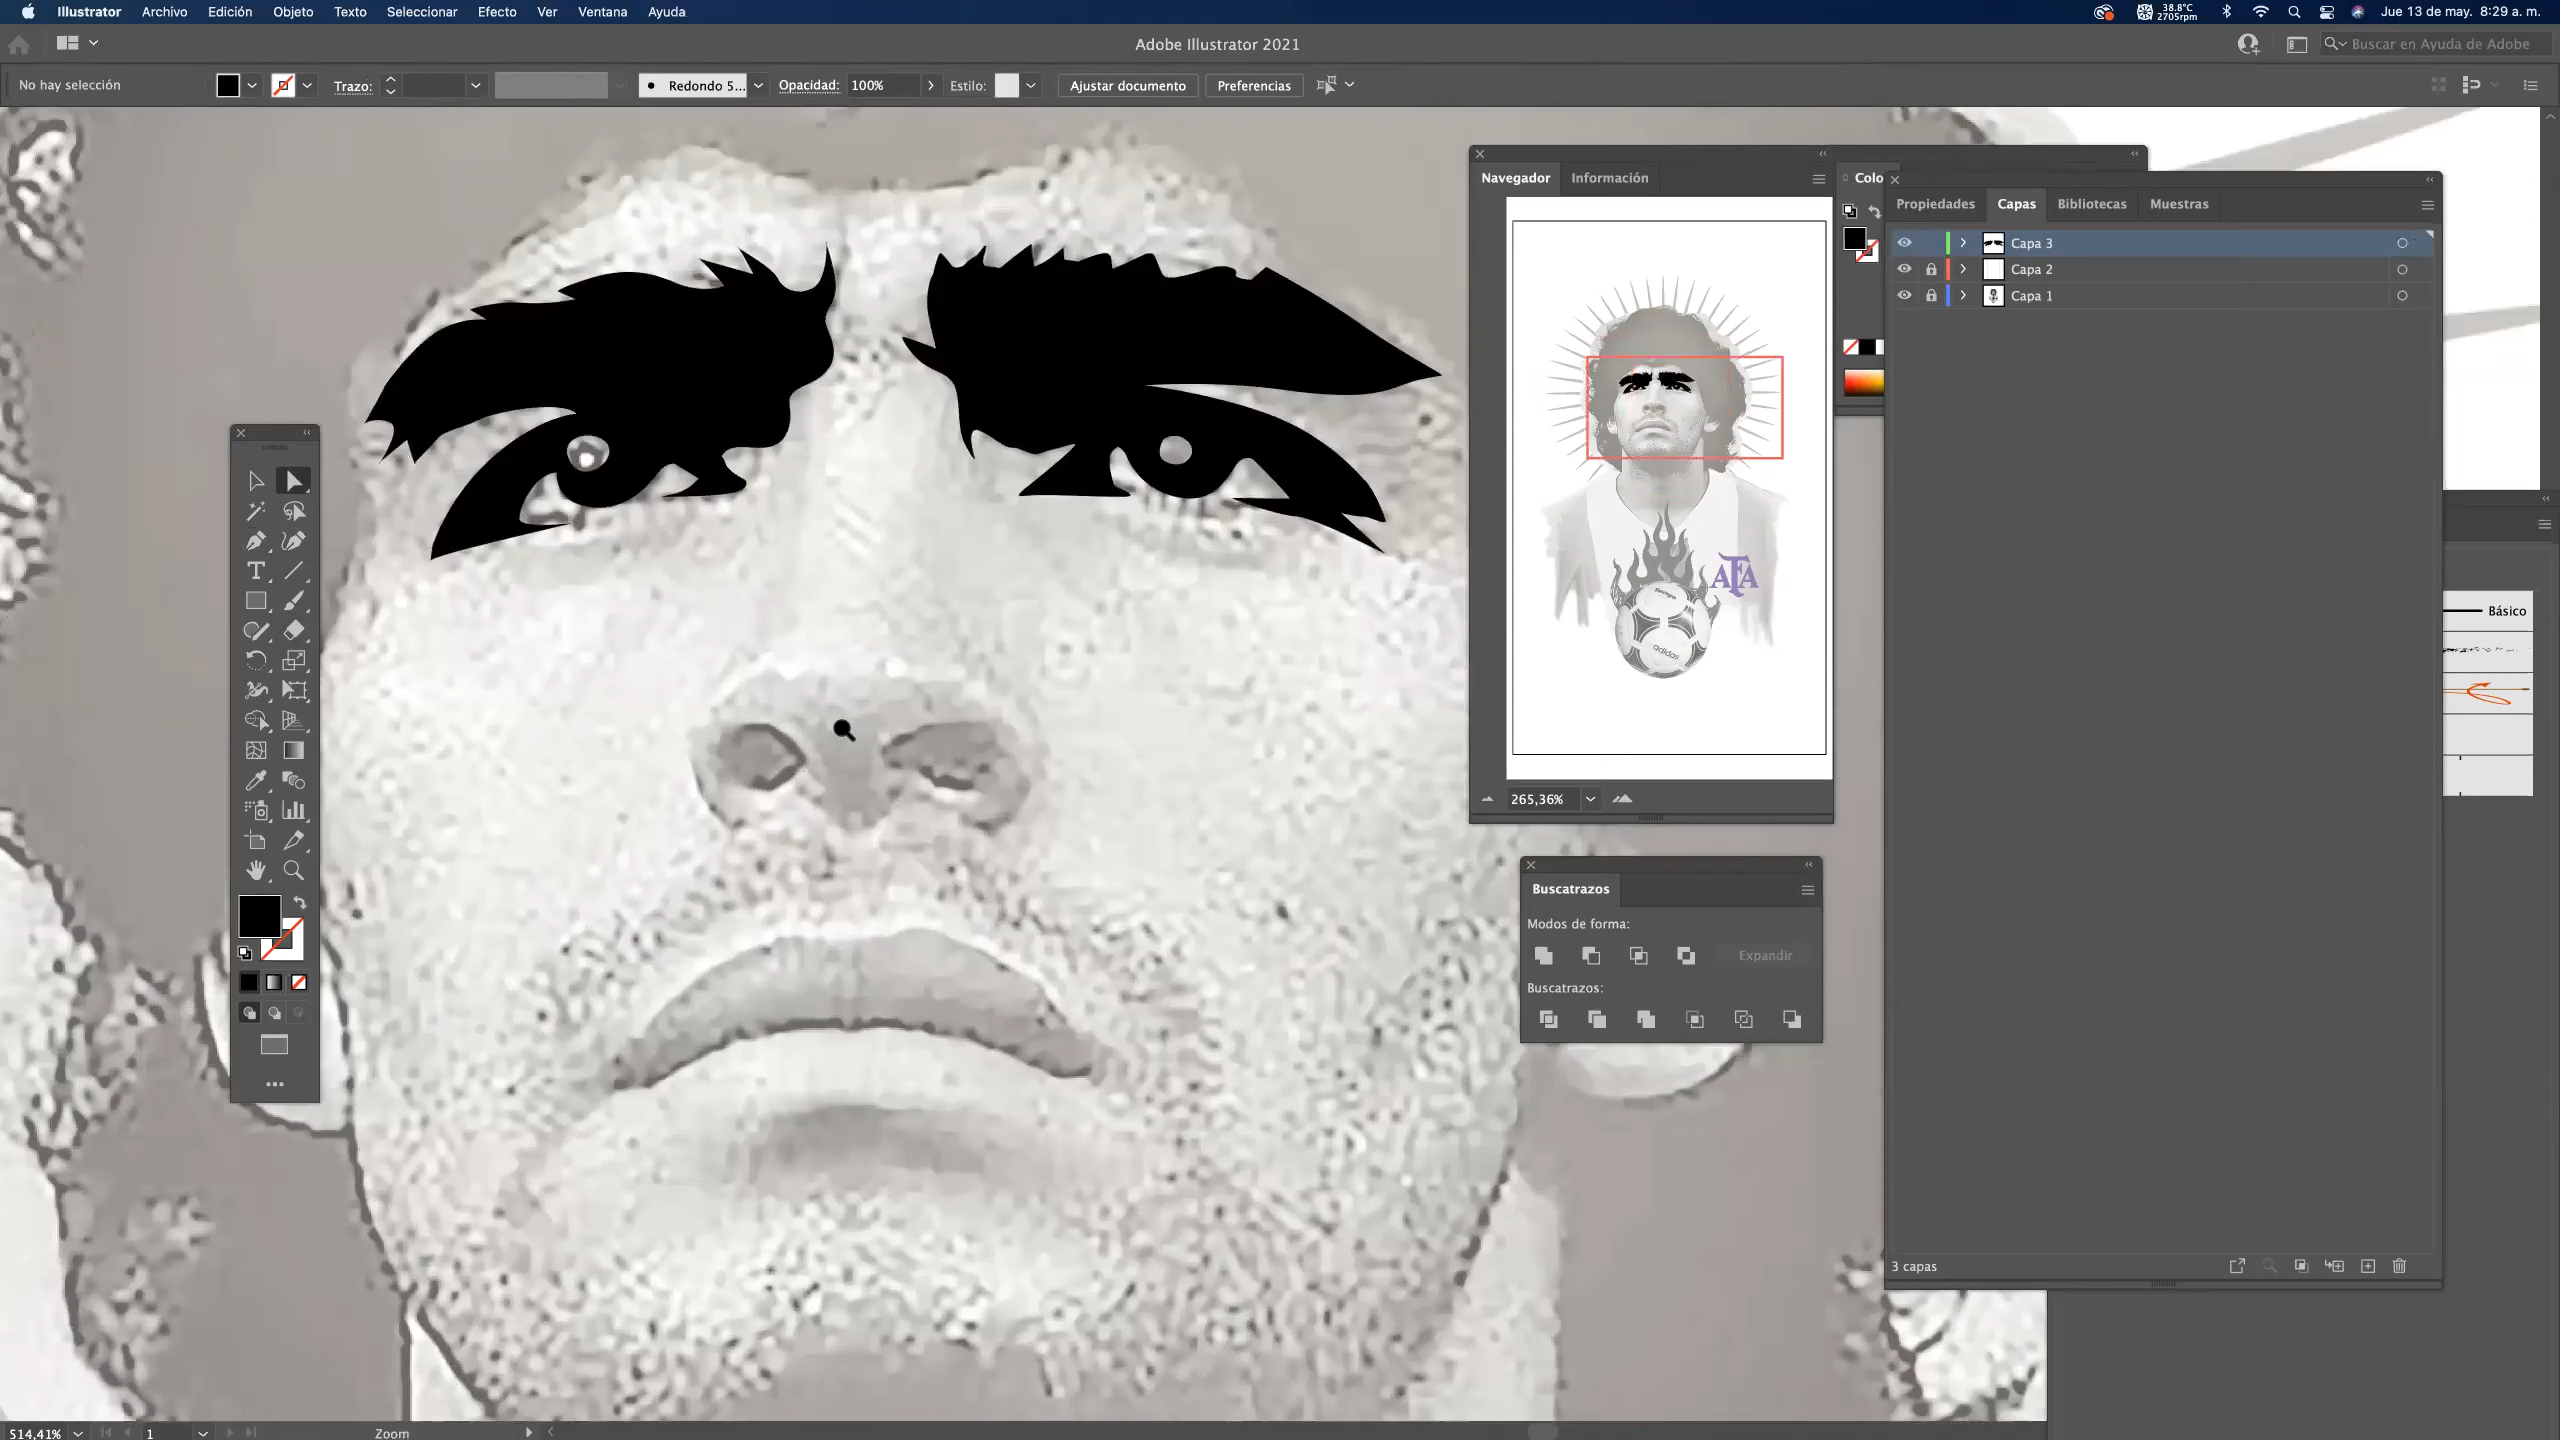 Illustrator Archivo Edición Objeto Texto Seleccionar Efecto Ver Ventana Ayuda
38.8°C
2705rpm
Jue 13 de may. 8:29 a. m.
Adobe Illustrator 2021
Buscar en Ayuda de Adobe
No hay selección
Trazo:
Redondo 5...
Opacidad: 100%
Estilo:
Ajustar documento
Preferencias
Navegador
Información
Colo
Propiedades
Capas
Bibliotecas
Muestras
Capa 3
Capa 2
Capa 1
AFA
Tango
adidas
Básico
265,36%
Buscatrazos
Modos de forma:
Expandir
Buscatrazos:
3 capas
514,41%
1
Zoom